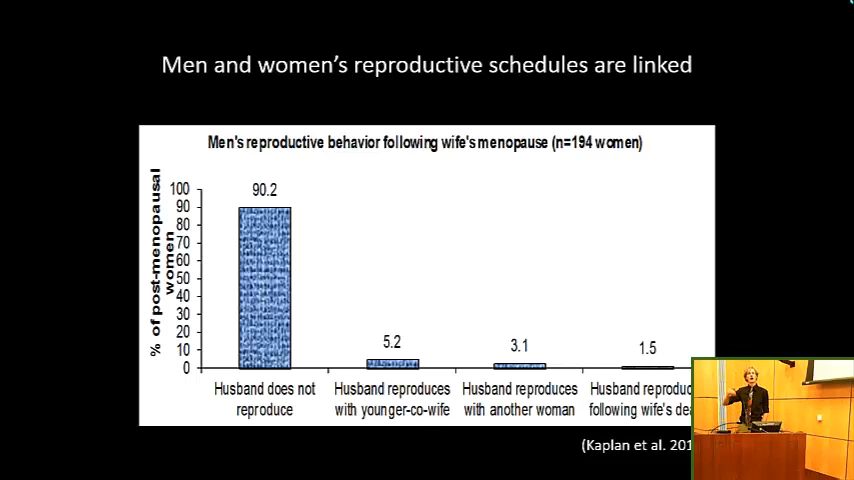 Men and women's reproductive schedules are linked
Men's reproductive behavior following wife's menopause (n=194 women)
% of post-menopausal
women
100
90
80
70
60
50
40
30
20
10
0
90.2
5.2
3.1
1.5
Husband does not
reproduce
Husband reproduces
with younger-co-wife
Husband reproduces
with another woman
Husband
following wife's
(Kaplan et al.